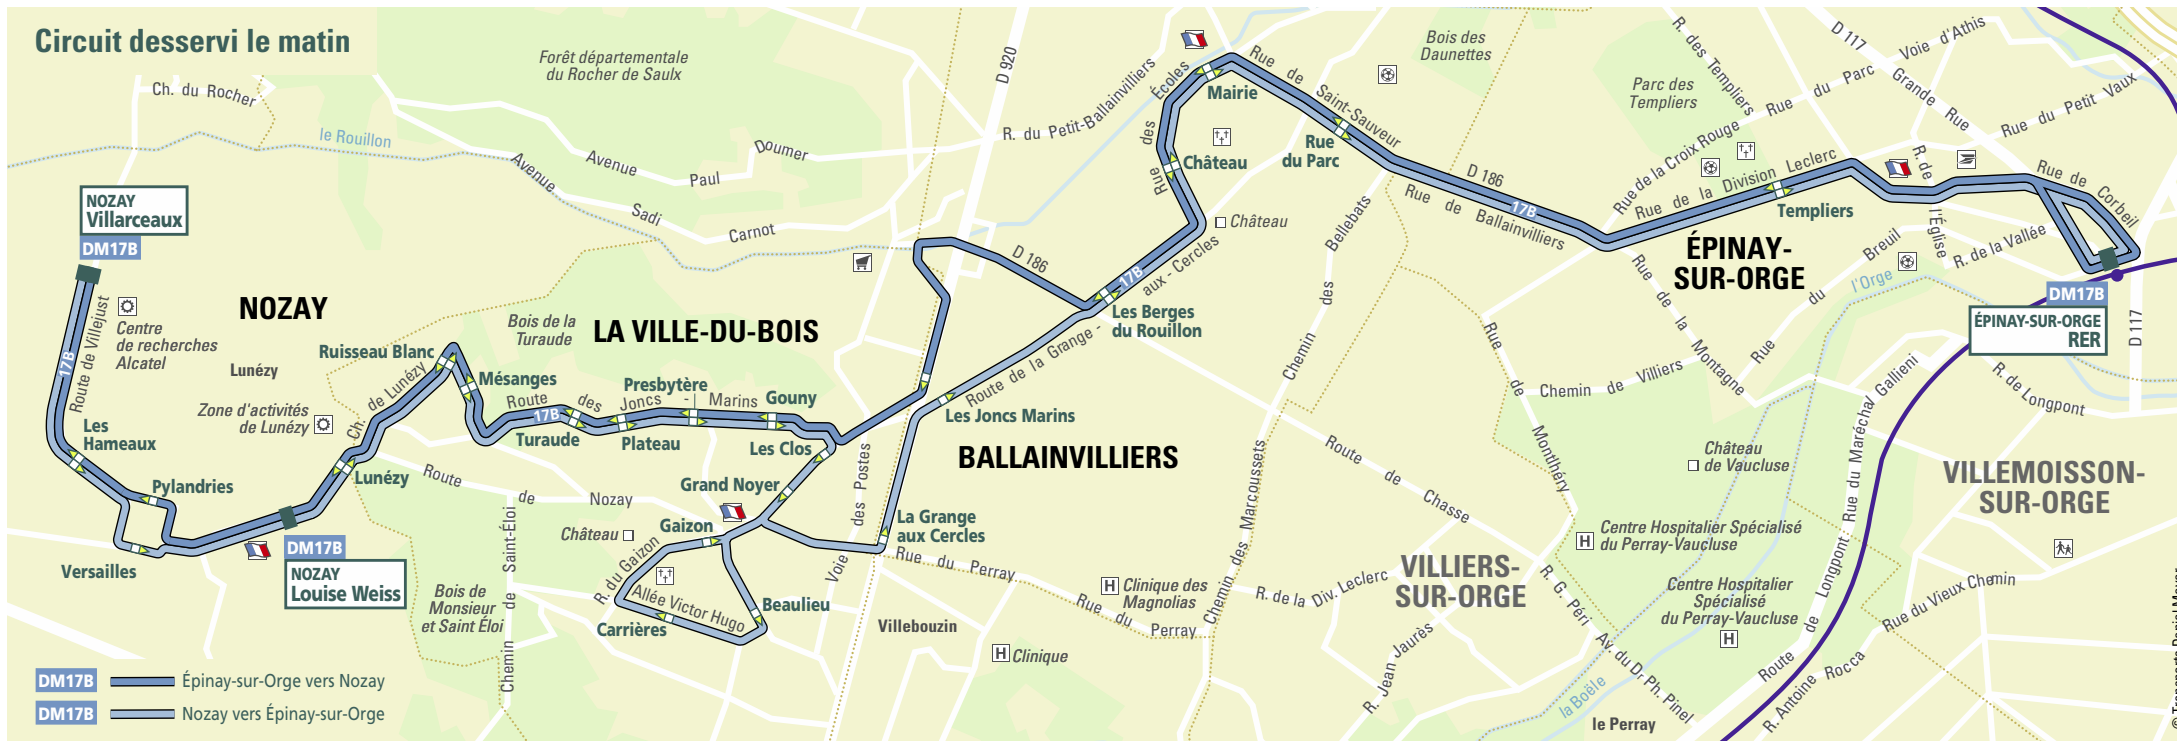 Circuit desservi le matin
Forêt départementale
du Rocher de Saulx
Ch. du Rocher
le Rouillon
Avenue
Paul
Doumer
Avenue
Sadi
Carnot
D 920
R. du Petit-Ballainvilliers
Rue des Écoles
Mairie
Rue de Saint-Sauveur
Château
Rue
du Parc
Bois des
Daunettes
R. des Templiers
Parc des
Templiers
D 117
Grande Rue
Voie d'Athis
Rue du Parc
Rue du Petit Vaux
Rue de la Croix Rouge
Rue de la Division Leclerc
R. de l'Église
Rue de Corbeil
D 186
Rue de Ballainvilliers
17B
Templiers
ÉPINAY-
SUR-ORGE
R. de la Vallée
Rue du Breuil
l'Orge
DM17B
ÉPINAY-SUR-ORGE
RER
D 117
NOZAY
Villarceaux
DM17B
NOZAY
Centre
de recherches
Alcatel
Route de Villejust
17B
Lunézy
Zone d'activités
de Lunézy
Les
Hameaux
Pylandries
Versailles
DM17B
NOZAY
Louise Weiss
Lunézy
Ch. de Lunézy
Ruisseau Blanc
Mésanges
Bois de la
Turaude
LA VILLE-DU-BOIS
Route des Joncs - Marins
17B
Turaude
Plateau
Presbytère
Gouny
Les Clos
Grand Noyer
Gaizon
Route de Nozay
Château
R. du Gaizon
Allée Victor Hugo
Carrières
Beaulieu
Bois de
Monsieur
et Saint Éloi
Chemin de Saint-Éloi
Voie des Postes
La Grange
aux Cercles
Rue du Perray
D 186
17B
Les Berges
du Rouillon
Château
Route de la Grange - aux - Cercles
Les Joncs Marins
BALLAINVILLIERS
Chemin des Bellebats
Chemin des Marcoussets
Villebouzin
H Clinique
H Clinique des
Magnolias
Rue du Perray
R. de la Div. Leclerc
R. Jean Jaurès
VILLIERS-
SUR-ORGE
Route de Chasse
Rue de Montlhéry
Chemin de Villiers
Rue de la Montagne
R. G. Péri
Av. du Dr. Ph. Pinel
la Boële
le Perray
Château
de Vaucluse
H Centre Hospitalier Spécialisé
du Perray-Vaucluse
Centre Hospitalier
Spécialisé
du Perray-Vaucluse
H
Rue du Maréchal Gallieni
Route de Longpont
R. de Longpont
VILLEMOISSON-
SUR-ORGE
Rue du Vieux Chemin
R. Antoine Rocca
DM17B Épinay-sur-Orge vers Nozay
DM17B Nozay vers Épinay-sur-Orge